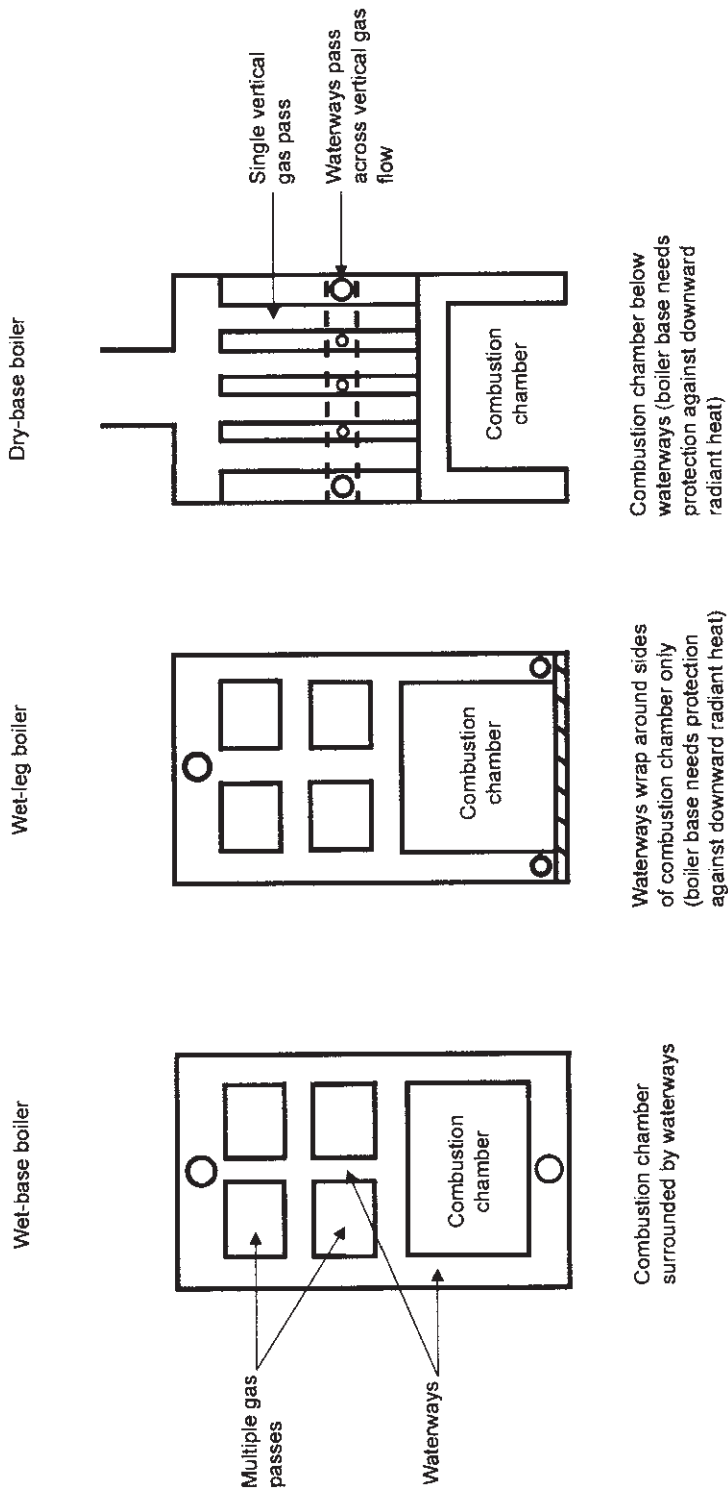 Wet-base boiler
Multiple gas
passes
Waterways
Combustion
chamber
Combustion chamber
surrounded by waterways
Wet-leg boiler
Combustion
chamber
Waterways wrap around sides
of combustion chamber only
(boiler base needs protection
against downward radiant heat)
Dry-base boiler
Single vertical
gas pass
Waterways pass
across vertical gas
flow
Combustion
chamber
Combustion chamber below
waterways (boiler base needs
protection against downward
radiant heat)